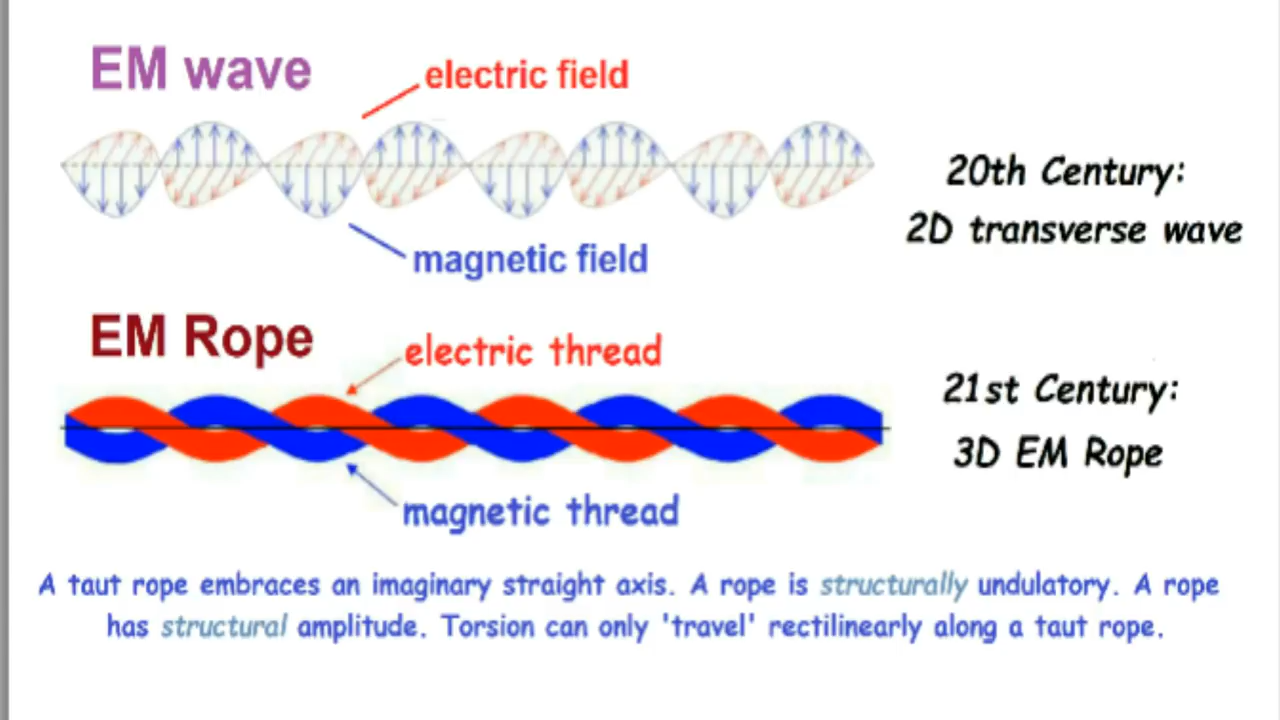 EM wave
electric field
20th Century:
2D transverse wave
magnetic field
EM Rope
electric thread
21st Century:
3D EM Rope
magnetic thread
A taut rope embraces an imaginary straight axis. A rope is structurally undulatory. A rope
has structural amplitude. Torsion can only 'travel' rectilinearly along a taut rope.